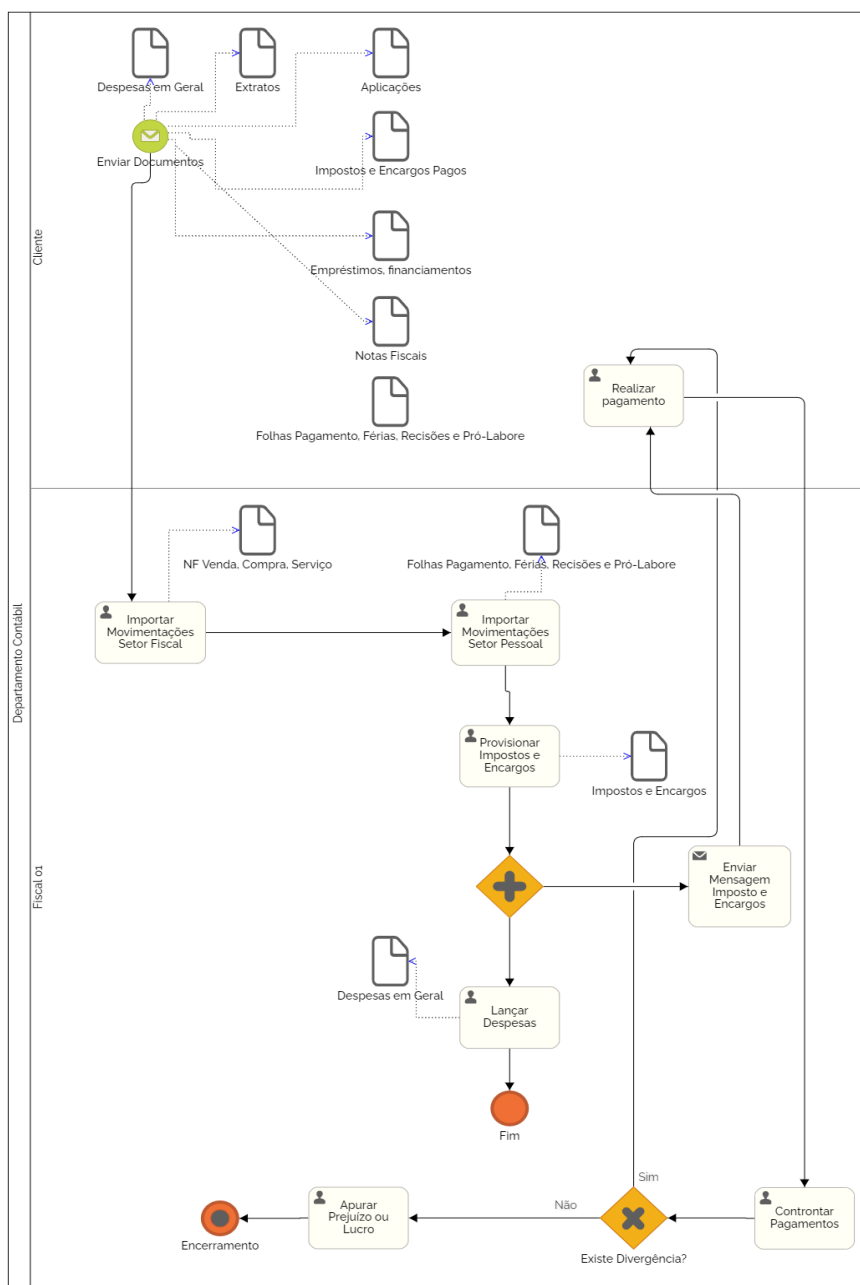 Departamento Contábil
Cliente
Despesas em Geral
Extratos
Aplicações
Enviar Documentos
Impostos e Encargos Pagos
Empréstimos, financiamentos
Notas Fiscais
Realizar
pagamento
Folhas Pagamento, Férias, Recisões e Pró-Labore
Fiscal 01
NF Venda, Compra, Serviço
Folhas Pagamento, Férias, Recisões e Pró-Labore
Importar
Movimentações
Setor Fiscal
Importar
Movimentações
Setor Pessoal
Provisionar
Impostos e
Encargos
Impostos e Encargos
Enviar
Mensagem
Imposto e
Encargos
Despesas em Geral
Lançar
Despesas
Fim
Sim
Não
Apurar
Prejuízo ou
Lucro
Controntar
Pagamentos
Encerramento
Existe Divergência?